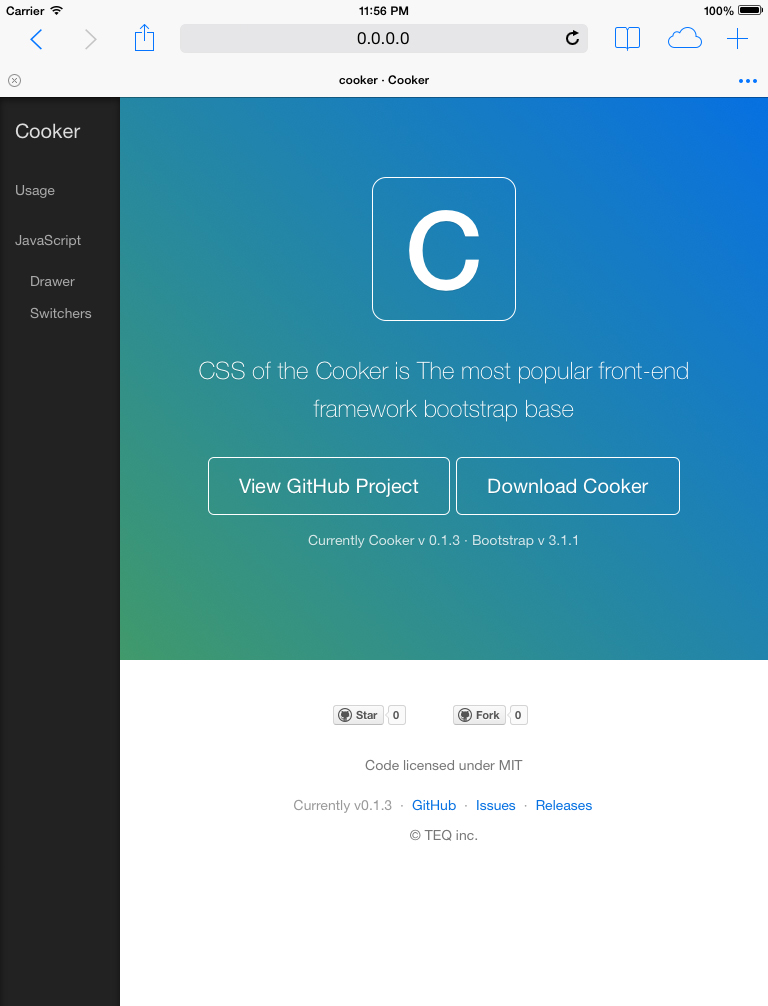 Carrier 11:56 PM 100%
0.0.0.0
cooker · Cooker
Cooker
Usage
JavaScript
Drawer
Switchers
C
CSS of the Cooker is The most popular front-end
framework bootstrap base
View GitHub Project Download Cooker
Currently Cooker v 0.1.3 · Bootstrap v 3.1.1
Star 0 Fork 0
Code licensed under MIT
Currently v0.1.3 · GitHub · Issues · Releases
© TEQ inc.